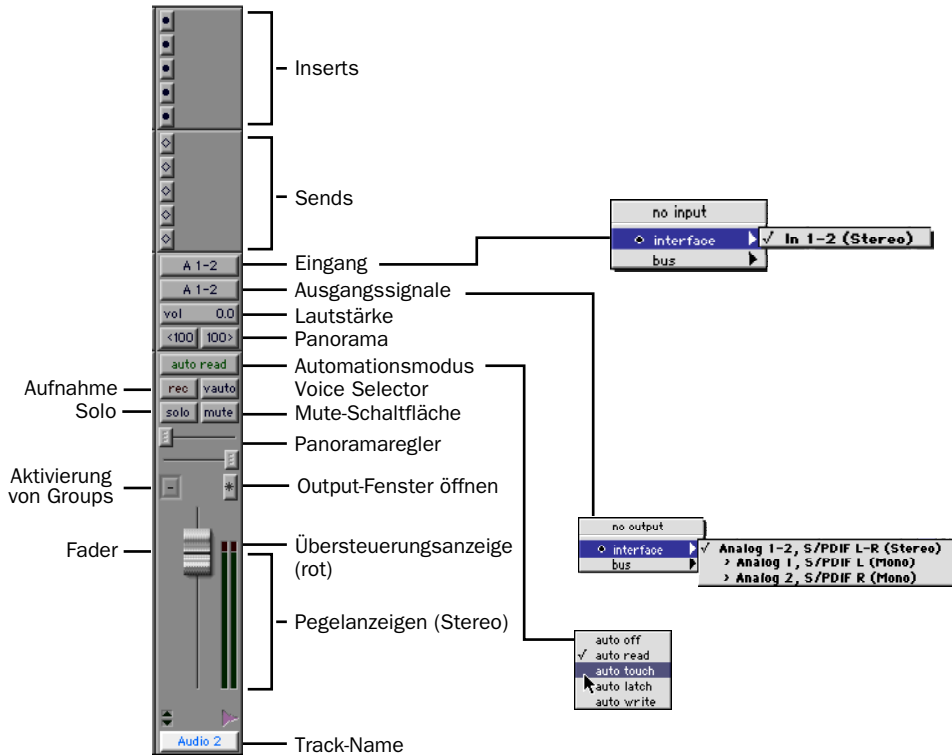 Inserts
Sends
A 1-2
Eingang
A 1-2
Ausgangssignale
vol 0.0
Lautstärke
<100 100>
Panorama
auto read
Automationsmodus
Aufnahme
rec vauto
Voice Selector
Solo
solo mute
Mute-Schaltfläche
Panoramaregler
Aktivierung
von Groups
-
*
Output-Fenster öffnen
Fader
Übersteuerungsanzeige
(rot)
Pegelanzeigen (Stereo)
Audio 2
Track-Name
no input
interface
bus
✓ In 1-2 (Stereo)
no output
interface
bus
✓ Analog 1-2, S/PDIF L-R (Stereo)
> Analog 1, S/PDIF L (Mono)
> Analog 2, S/PDIF R (Mono)
auto off
✓ auto read
auto touch
auto latch
auto write